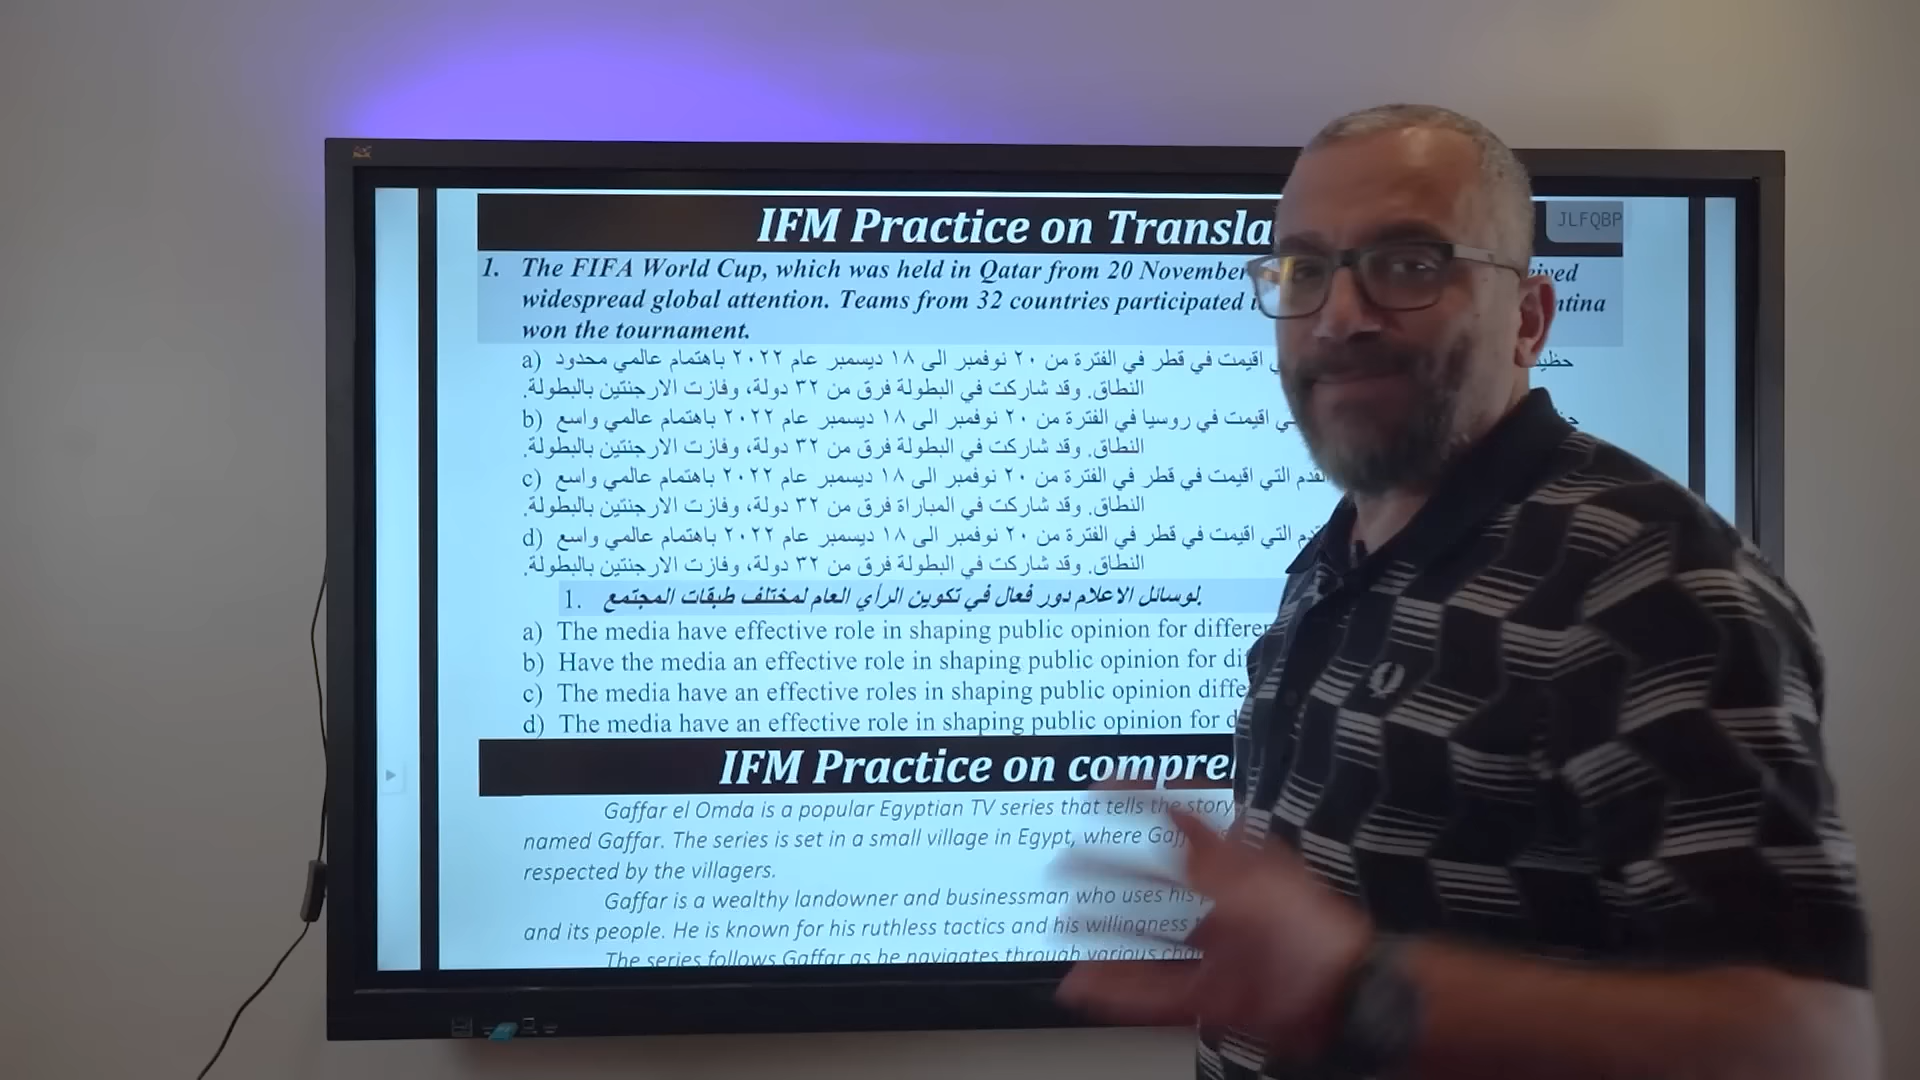 IFM Practice on Transla
JLFQBP
1. The FIFA World Cup, which was held in Qatar from 20 November
widespread global attention. Teams from 32 countries participated
won the tournament.
a) اقيمت في قطر في الفترة من ٢٠ نوفمبر الى ١٨ ديسمبر عام ٢٠٢٢ باهتمام عالمي محدود
النطاق. وقد شاركت في البطولة فرق من ٣٢ دولة، وفازت الارجنتين بالبطولة.
b) اقيمت في روسيا في الفترة من ٢٠ نوفمبر الى ١٨ ديسمبر عام ٢٠٢٢ باهتمام عالمي واسع
النطاق. وقد شاركت في البطولة فرق من ٣٢ دولة، وفازت الارجنتين بالبطولة.
c) التي اقيمت في قطر في الفترة من ٢٠ نوفمبر الى ١٨ ديسمبر عام ٢٠٢٢ باهتمام عالمي واسع
النطاق. وقد شاركت في المباراة فرق من ٣٢ دولة، وفازت الارجنتين بالبطولة.
d) التي اقيمت في قطر في الفترة من ٢٠ نوفمبر الى ١٨ ديسمبر عام ٢٠٢٢ باهتمام عالمي واسع
النطاق. وقد شاركت في البطولة فرق من ٣٢ دولة، وفازت الارجنتين بالبطولة.
1. لوسائل الاعلام دور فعال في تكوين الرأي العام لمختلف طبقات المجتمع.
a) The media have effective role in shaping public opinion for differen
b) Have the media an effective role in shaping public opinion for dif
c) The media have an effective roles in shaping public opinion diffe
d) The media have an effective role in shaping public opinion for d
IFM Practice on compre
Gaffar el Omda is a popular Egyptian TV series that tells the story
named Gaffar. The series is set in a small village in Egypt, where Gaff
respected by the villagers.
Gaffar is a wealthy landowner and businessman who uses his
and its people. He is known for his ruthless tactics and his willingness
The series follows Gaffar as he navigates through various cha